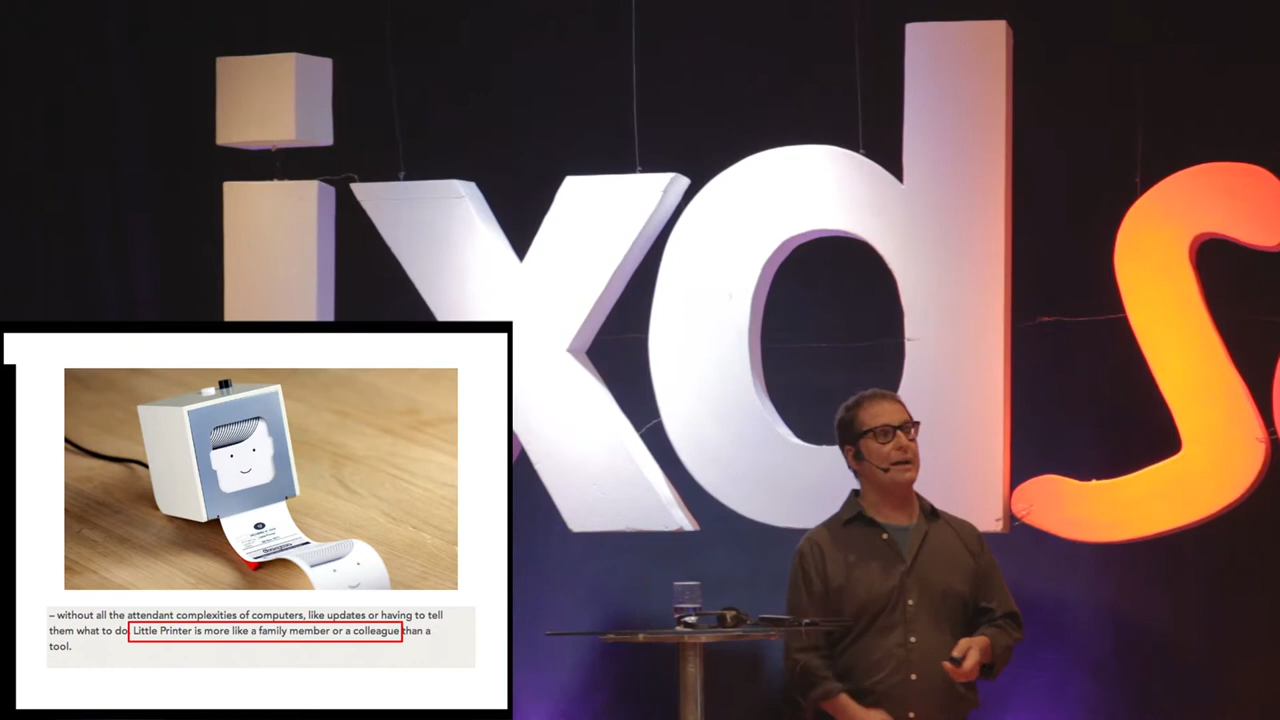 ixds
– without all the attendant complexities of computers, like updates or having to tell
them what to do. Little Printer is more like a family member or a colleague than a
tool.